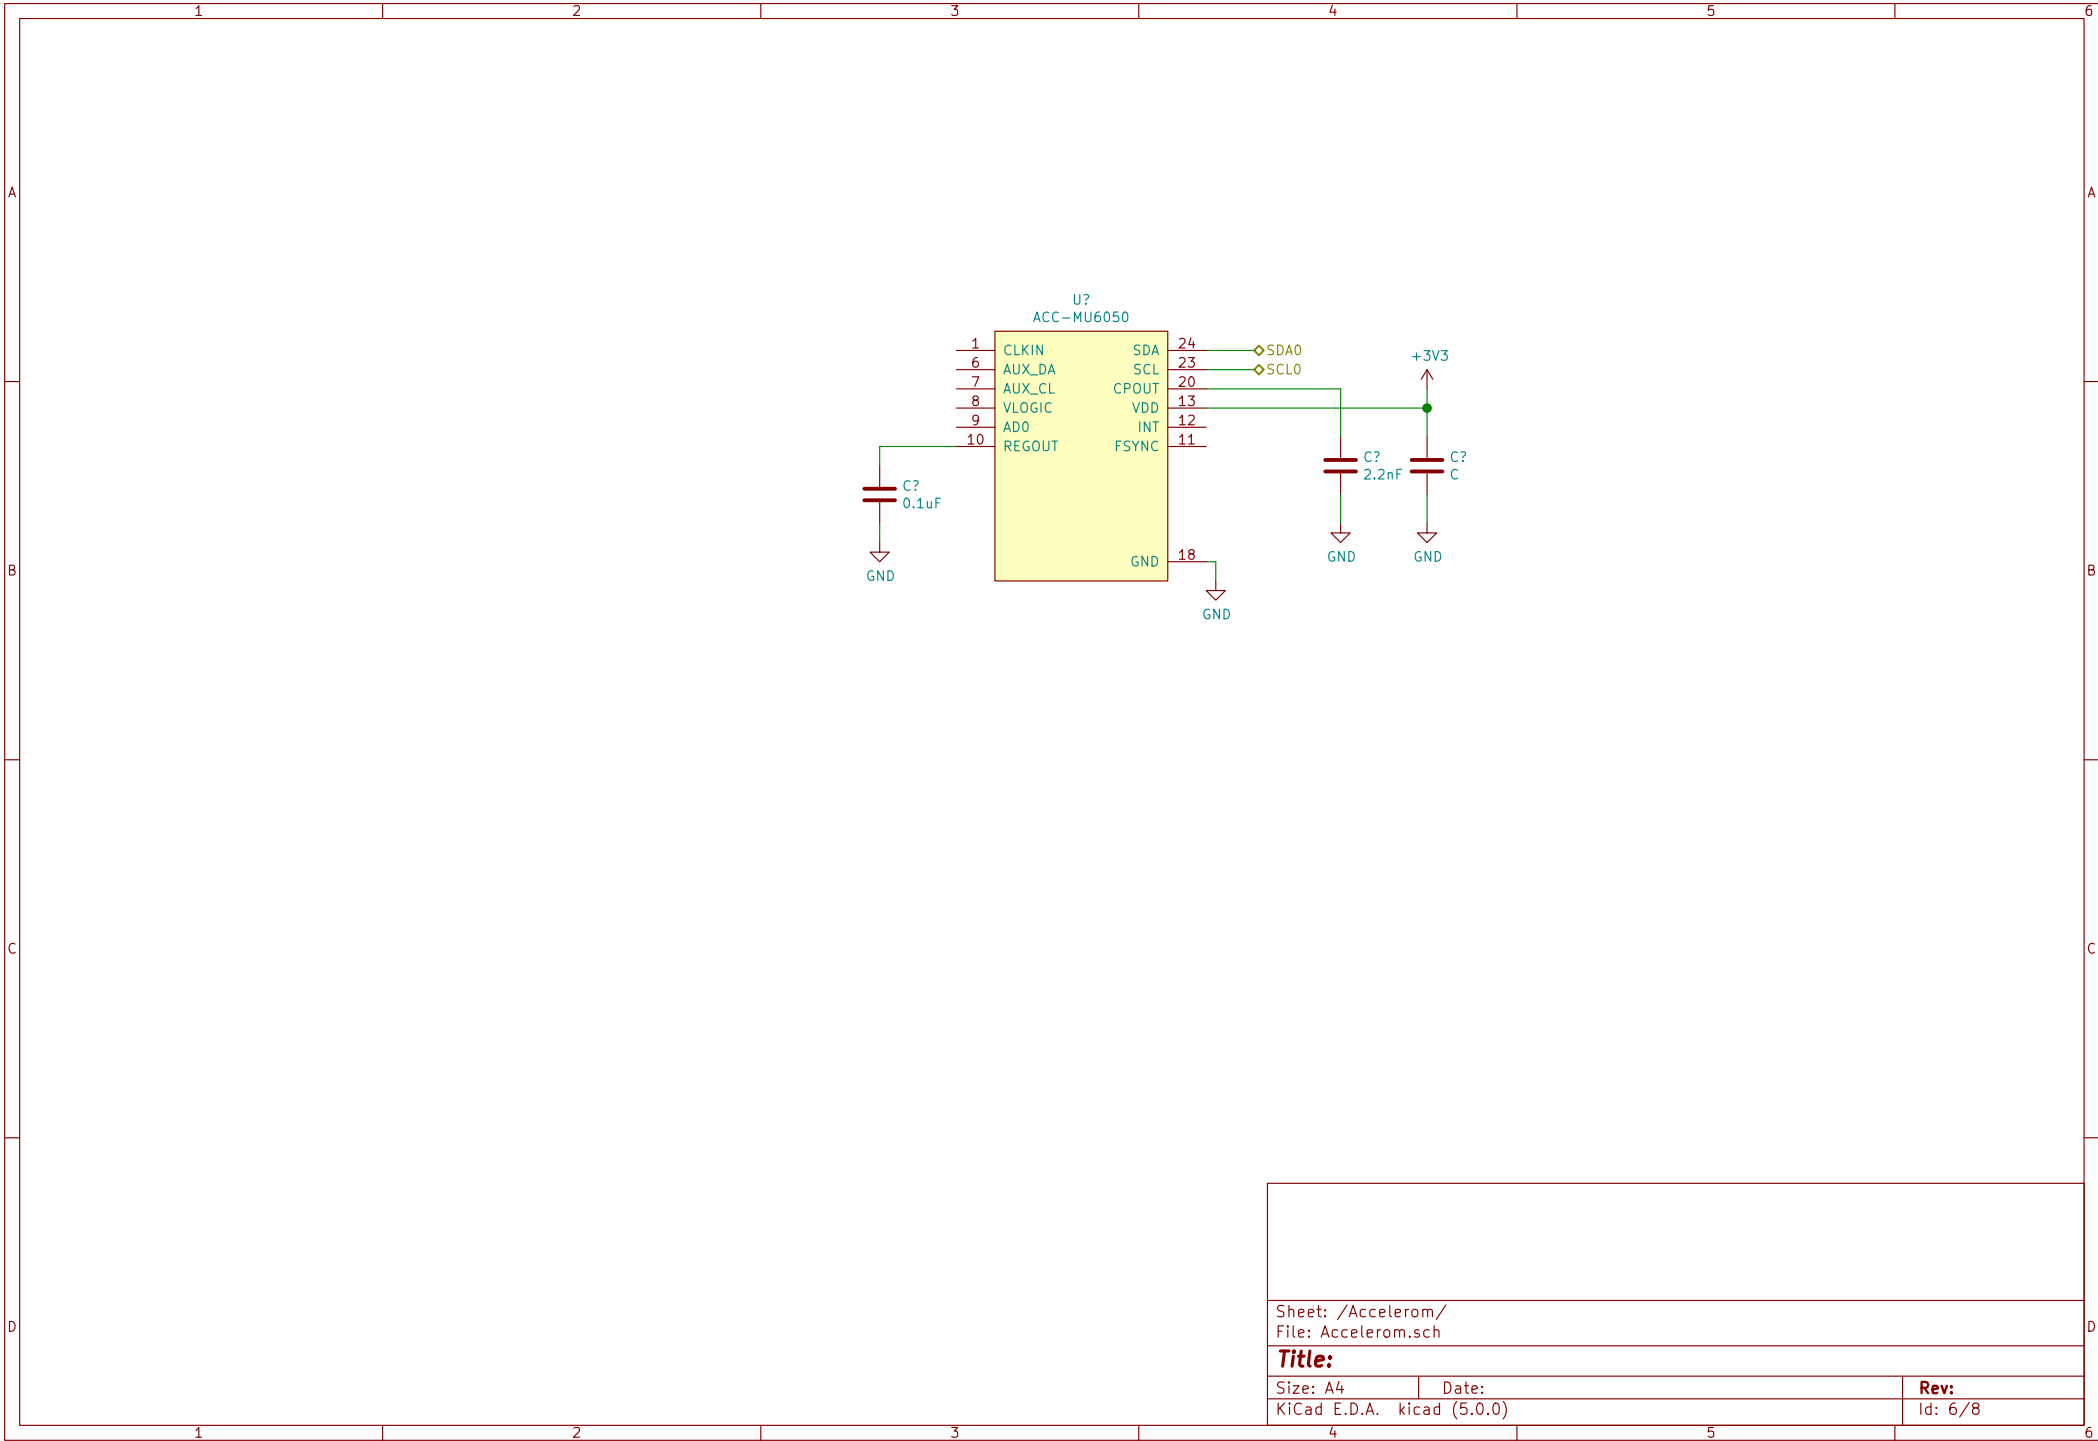 1 2 3 4 5 6
A A
U?
ACC-MU6050
1 CLKIN SDA 24 SDA0
6 AUX_DA SCL 23 SCL0
7 AUX_CL CPOUT 20
8 VLOGIC VDD 13
9 AD0 INT 12
10 REGOUT FSYNC 11
+3V3
C?
0.1uF
GND
C?
2.2nF
GND
C?
C
GND
GND 18
GND
B B
C C
D D
Sheet: /Accelerom/
File: Accelerom.sch
Title:
Size: A4 Date: Rev:
KiCad E.D.A. kicad (5.0.0) Id: 6/8
1 2 3 4 5 6